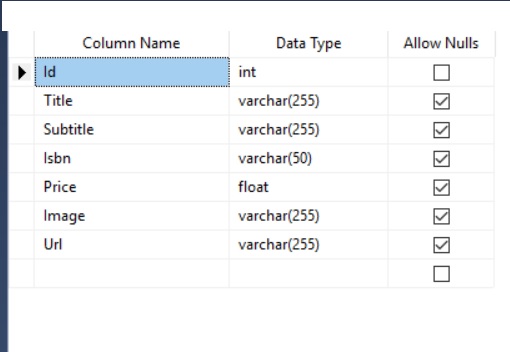 Column Name Data Type Allow Nulls
Id int
Title varchar(255)
Subtitle varchar(255)
Isbn varchar(50)
Price float
Image varchar(255)
Url varchar(255)